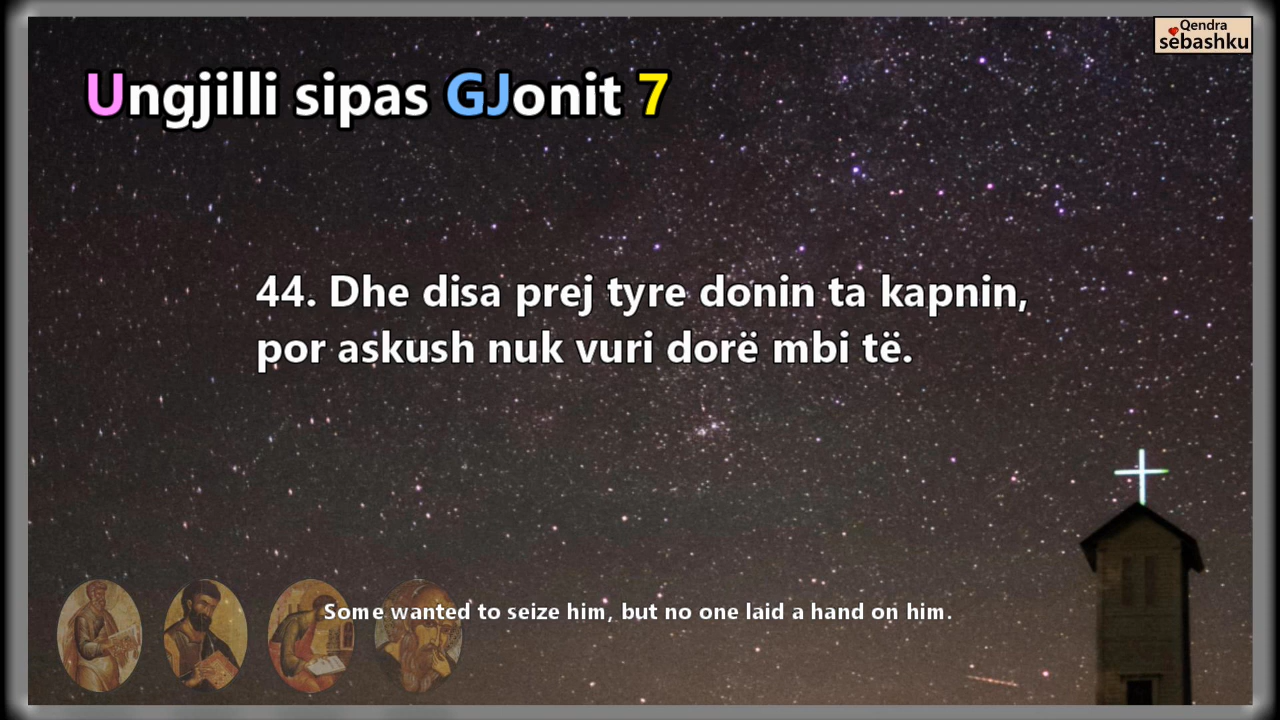 Qendra
sebashku
Ungjilli sipas GJonit 7
44. Dhe disa prej tyre donin ta kapnin,
por askush nuk vuri dorë mbi të.
Some wanted to seize him, but no one laid a hand on him.